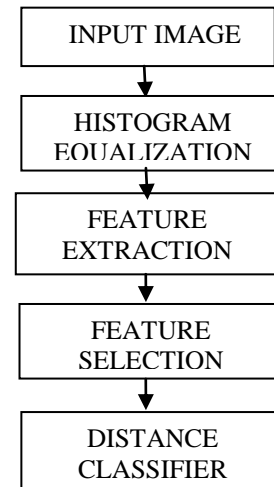 INPUT IMAGE
HISTOGRAM
EQUALIZATION
FEATURE
EXTRACTION
FEATURE
SELECTION
DISTANCE
CLASSIFIER